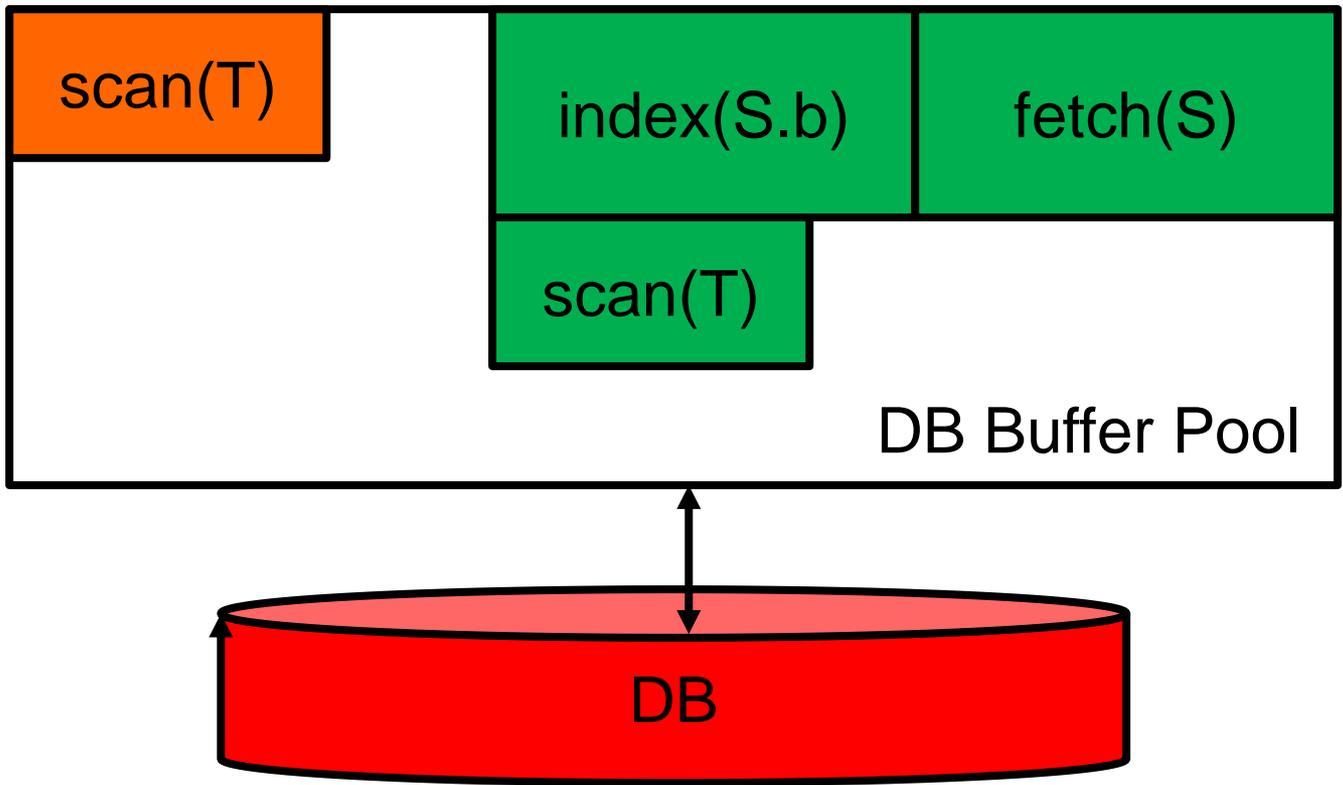 scan(T)
index(S.b)
fetch(S)
scan(T)
DB Buffer Pool
DB